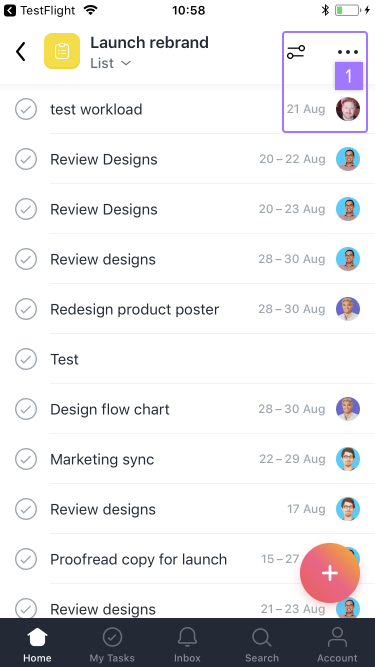 TestFlight 10:58
Launch rebrand
List
1
test workload 21 Aug
Review Designs 20 – 22 Aug
Review Designs 20 – 23 Aug
Review designs 28 – 30 Aug
Redesign product poster 28 – 30 Aug
Test
Design flow chart 28 – 30 Aug
Marketing sync 22 – 29 Aug
Review designs 17 Aug
Proofread copy for launch 15 – 27
Review designs 21 – 23 Aug
Home My Tasks Inbox Search Account